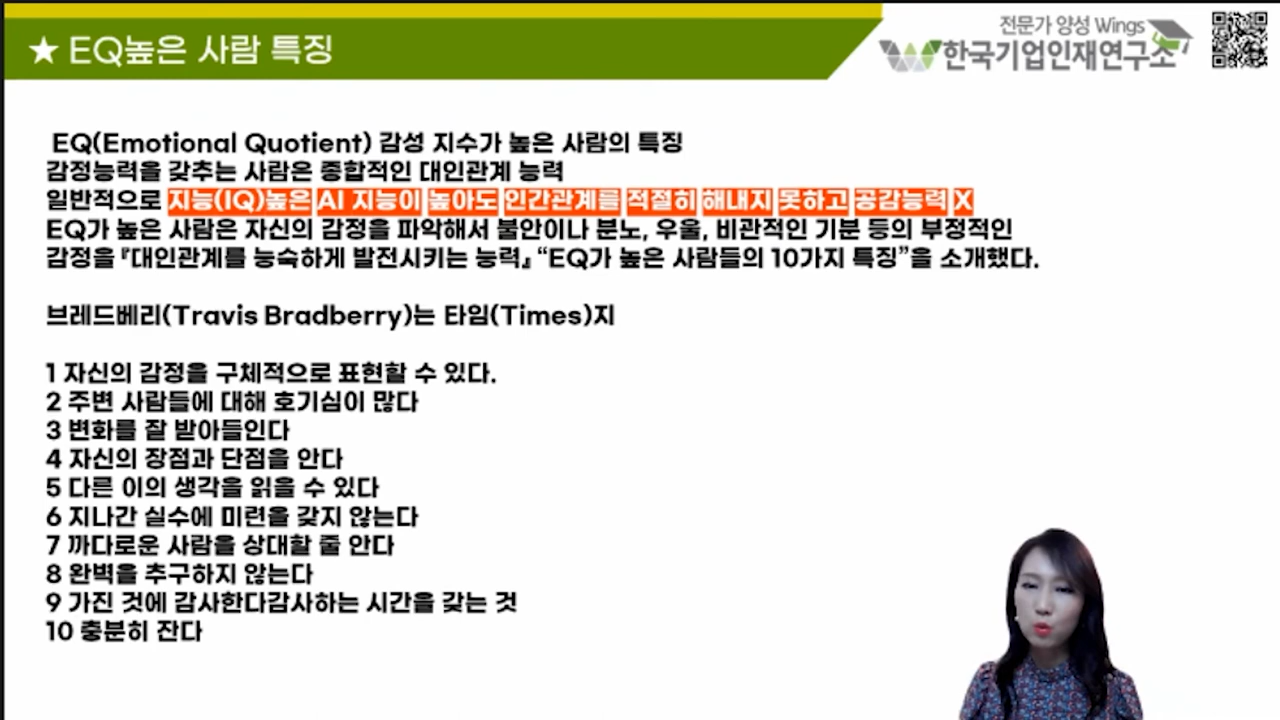 ★ EQ높은 사람 특징
전문가 양성 Wings
한국기업인재연구소
EQ(Emotional Quotient) 감성 지수가 높은 사람의 특징
감정능력을 갖추는 사람은 종합적인 대인관계 능력
일반적으로 지능(IQ)높은 AI 지능이 높아도 인간관계를 적절히 해내지 못하고 공감능력 X
EQ가 높은 사람은 자신의 감정을 파악해서 불안이나 분노, 우울, 비관적인 기분 등의 부정적인
감정을 『대인관계를 능숙하게 발전시키는 능력』 “EQ가 높은 사람들의 10가지 특징”을 소개했다.
브레드베리(Travis Bradberry)는 타임(Times)지
1 자신의 감정을 구체적으로 표현할 수 있다.
2 주변 사람들에 대해 호기심이 많다
3 변화를 잘 받아들인다
4 자신의 장점과 단점을 안다
5 다른 이의 생각을 읽을 수 있다
6 지나간 실수에 미련을 갖지 않는다
7 까다로운 사람을 상대할 줄 안다
8 완벽을 추구하지 않는다
9 가진 것에 감사한다감사하는 시간을 갖는 것
10 충분히 잔다